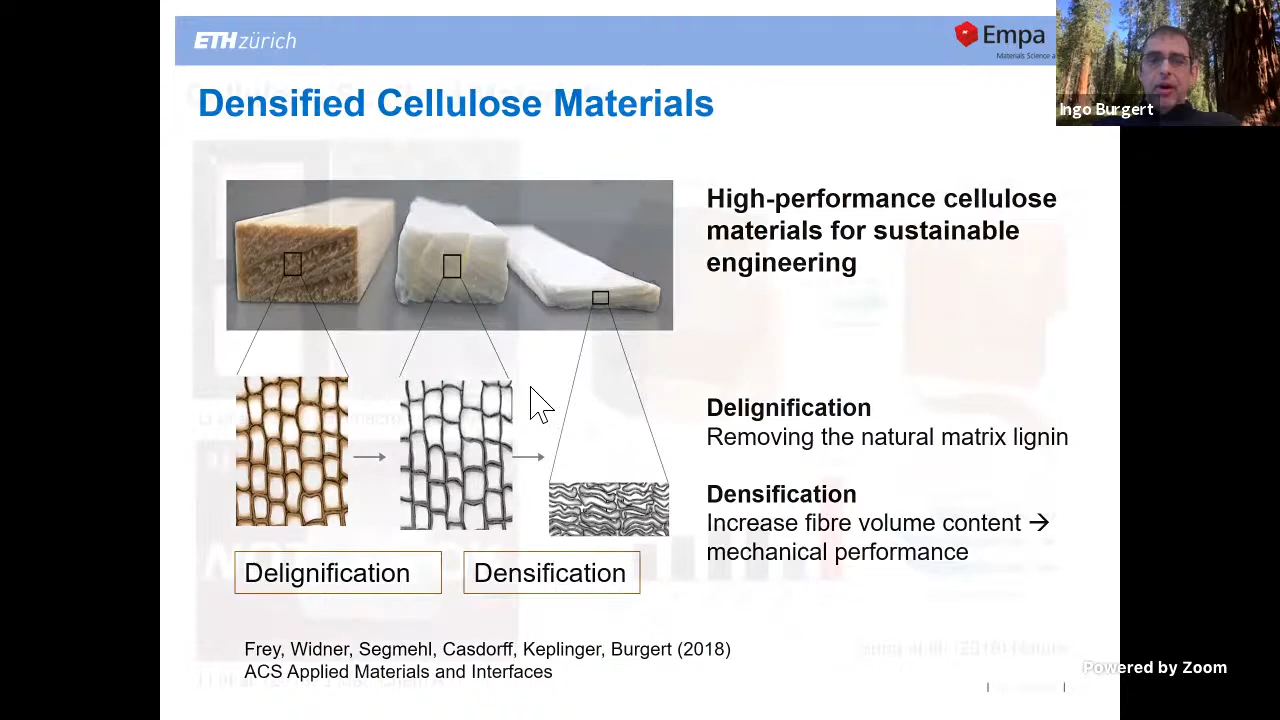 ETH zürich
Empa
Materials Science a
Ingo Burgert
Densified Cellulose Materials
High-performance cellulose
materials for sustainable
engineering
Delignification
Removing the natural matrix lignin
Densification
Increase fibre volume content →
mechanical performance
Delignification
Densification
Frey, Widner, Segmehl, Casdorff, Keplinger, Burgert (2018)
ACS Applied Materials and Interfaces
Powered by Zoom